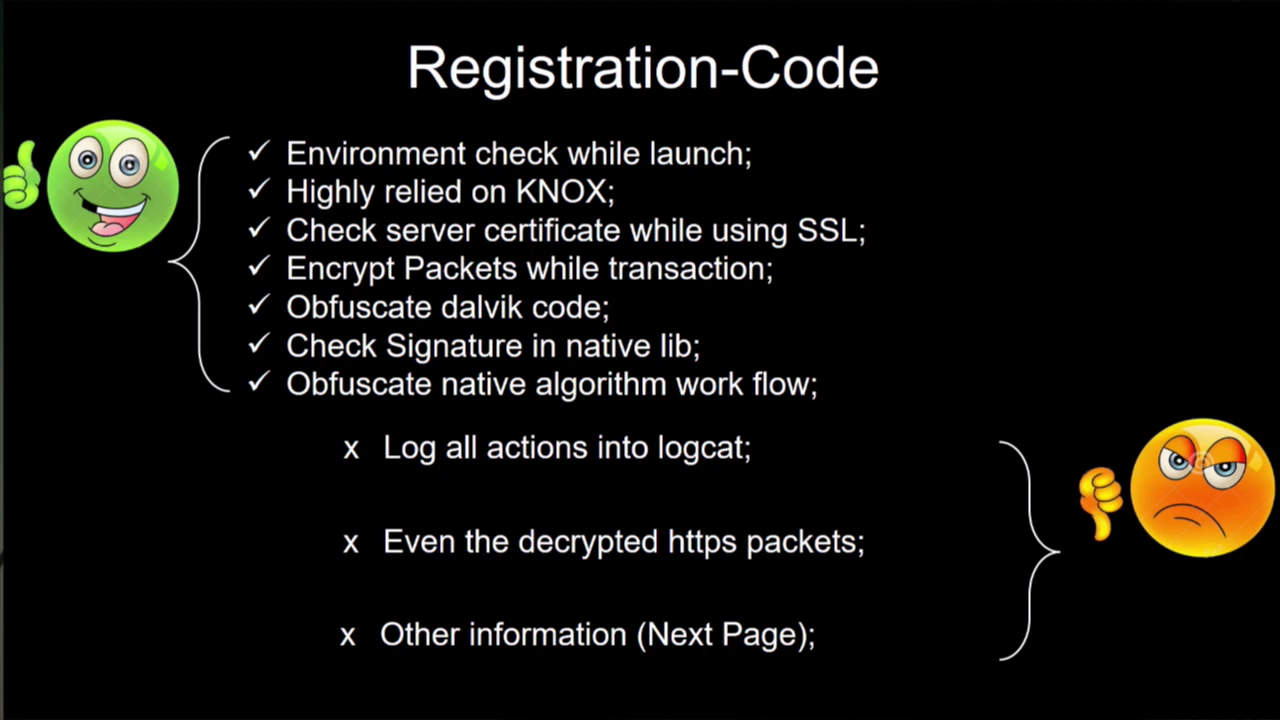 Registration-Code
✓ Environment check while launch;
✓ Highly relied on KNOX;
✓ Check server certificate while using SSL;
✓ Encrypt Packets while transaction;
✓ Obfuscate dalvik code;
✓ Check Signature in native lib;
✓ Obfuscate native algorithm work flow;
x Log all actions into logcat;
x Even the decrypted https packets;
x Other information (Next Page);